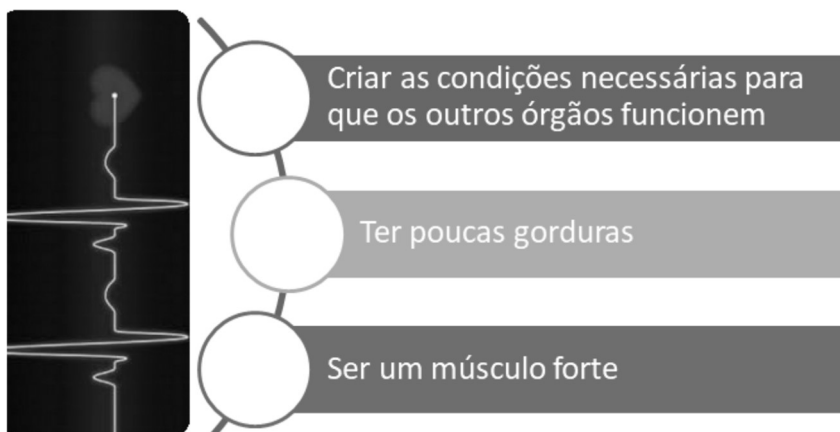 Criar as condições necessárias para
que os outros órgãos funcionem
Ter poucas gorduras
Ser um músculo forte